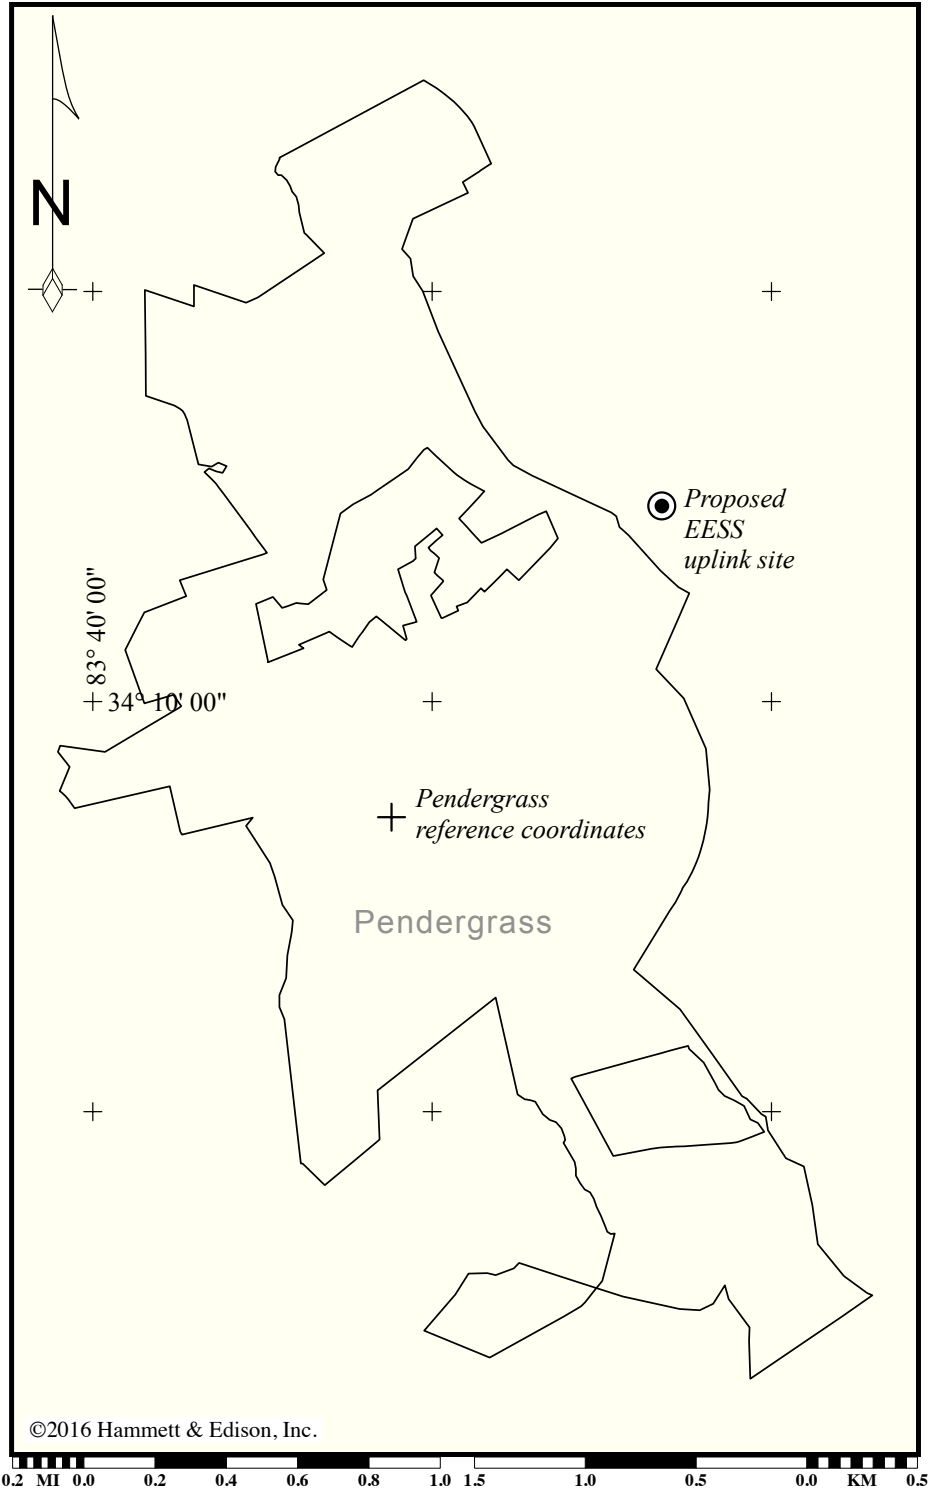 N
Proposed
EESS
uplink site
83° 40' 00"
34° 10' 00"
Pendergrass
reference coordinates
Pendergrass
©2016 Hammett & Edison, Inc.
0.2 MI 0.0 0.2 0.4 0.6 0.8 1.0 1.5 1.0 0.5 0.0 KM 0.5